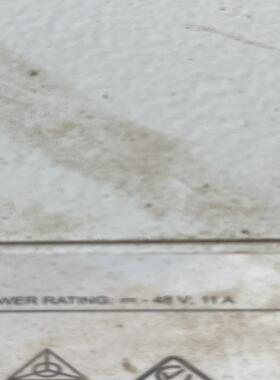 WER RATING: ⎓ - 48 V; 11 A